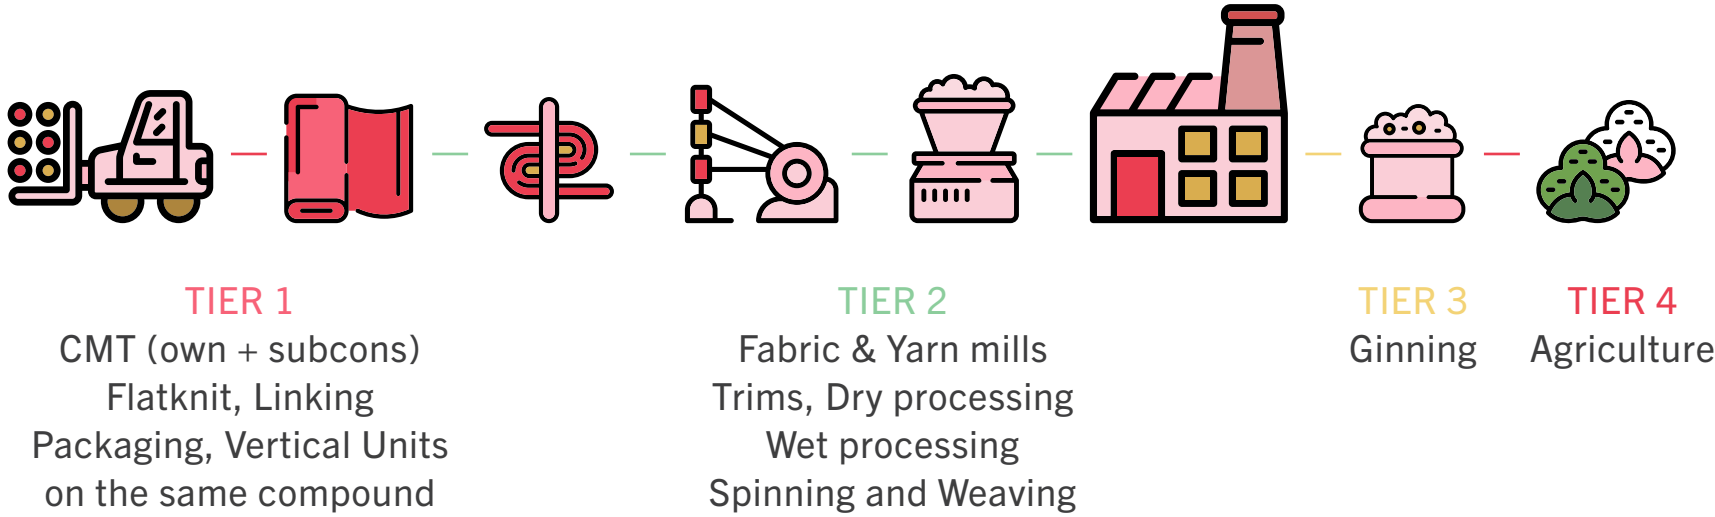 TIER 1
CMT (own + subcons)
Flatknit, Linking
Packaging, Vertical Units
on the same compound
TIER 2
Fabric & Yarn mills
Trims, Dry processing
Wet processing
Spinning and Weaving
TIER 3
Ginning
TIER 4
Agriculture